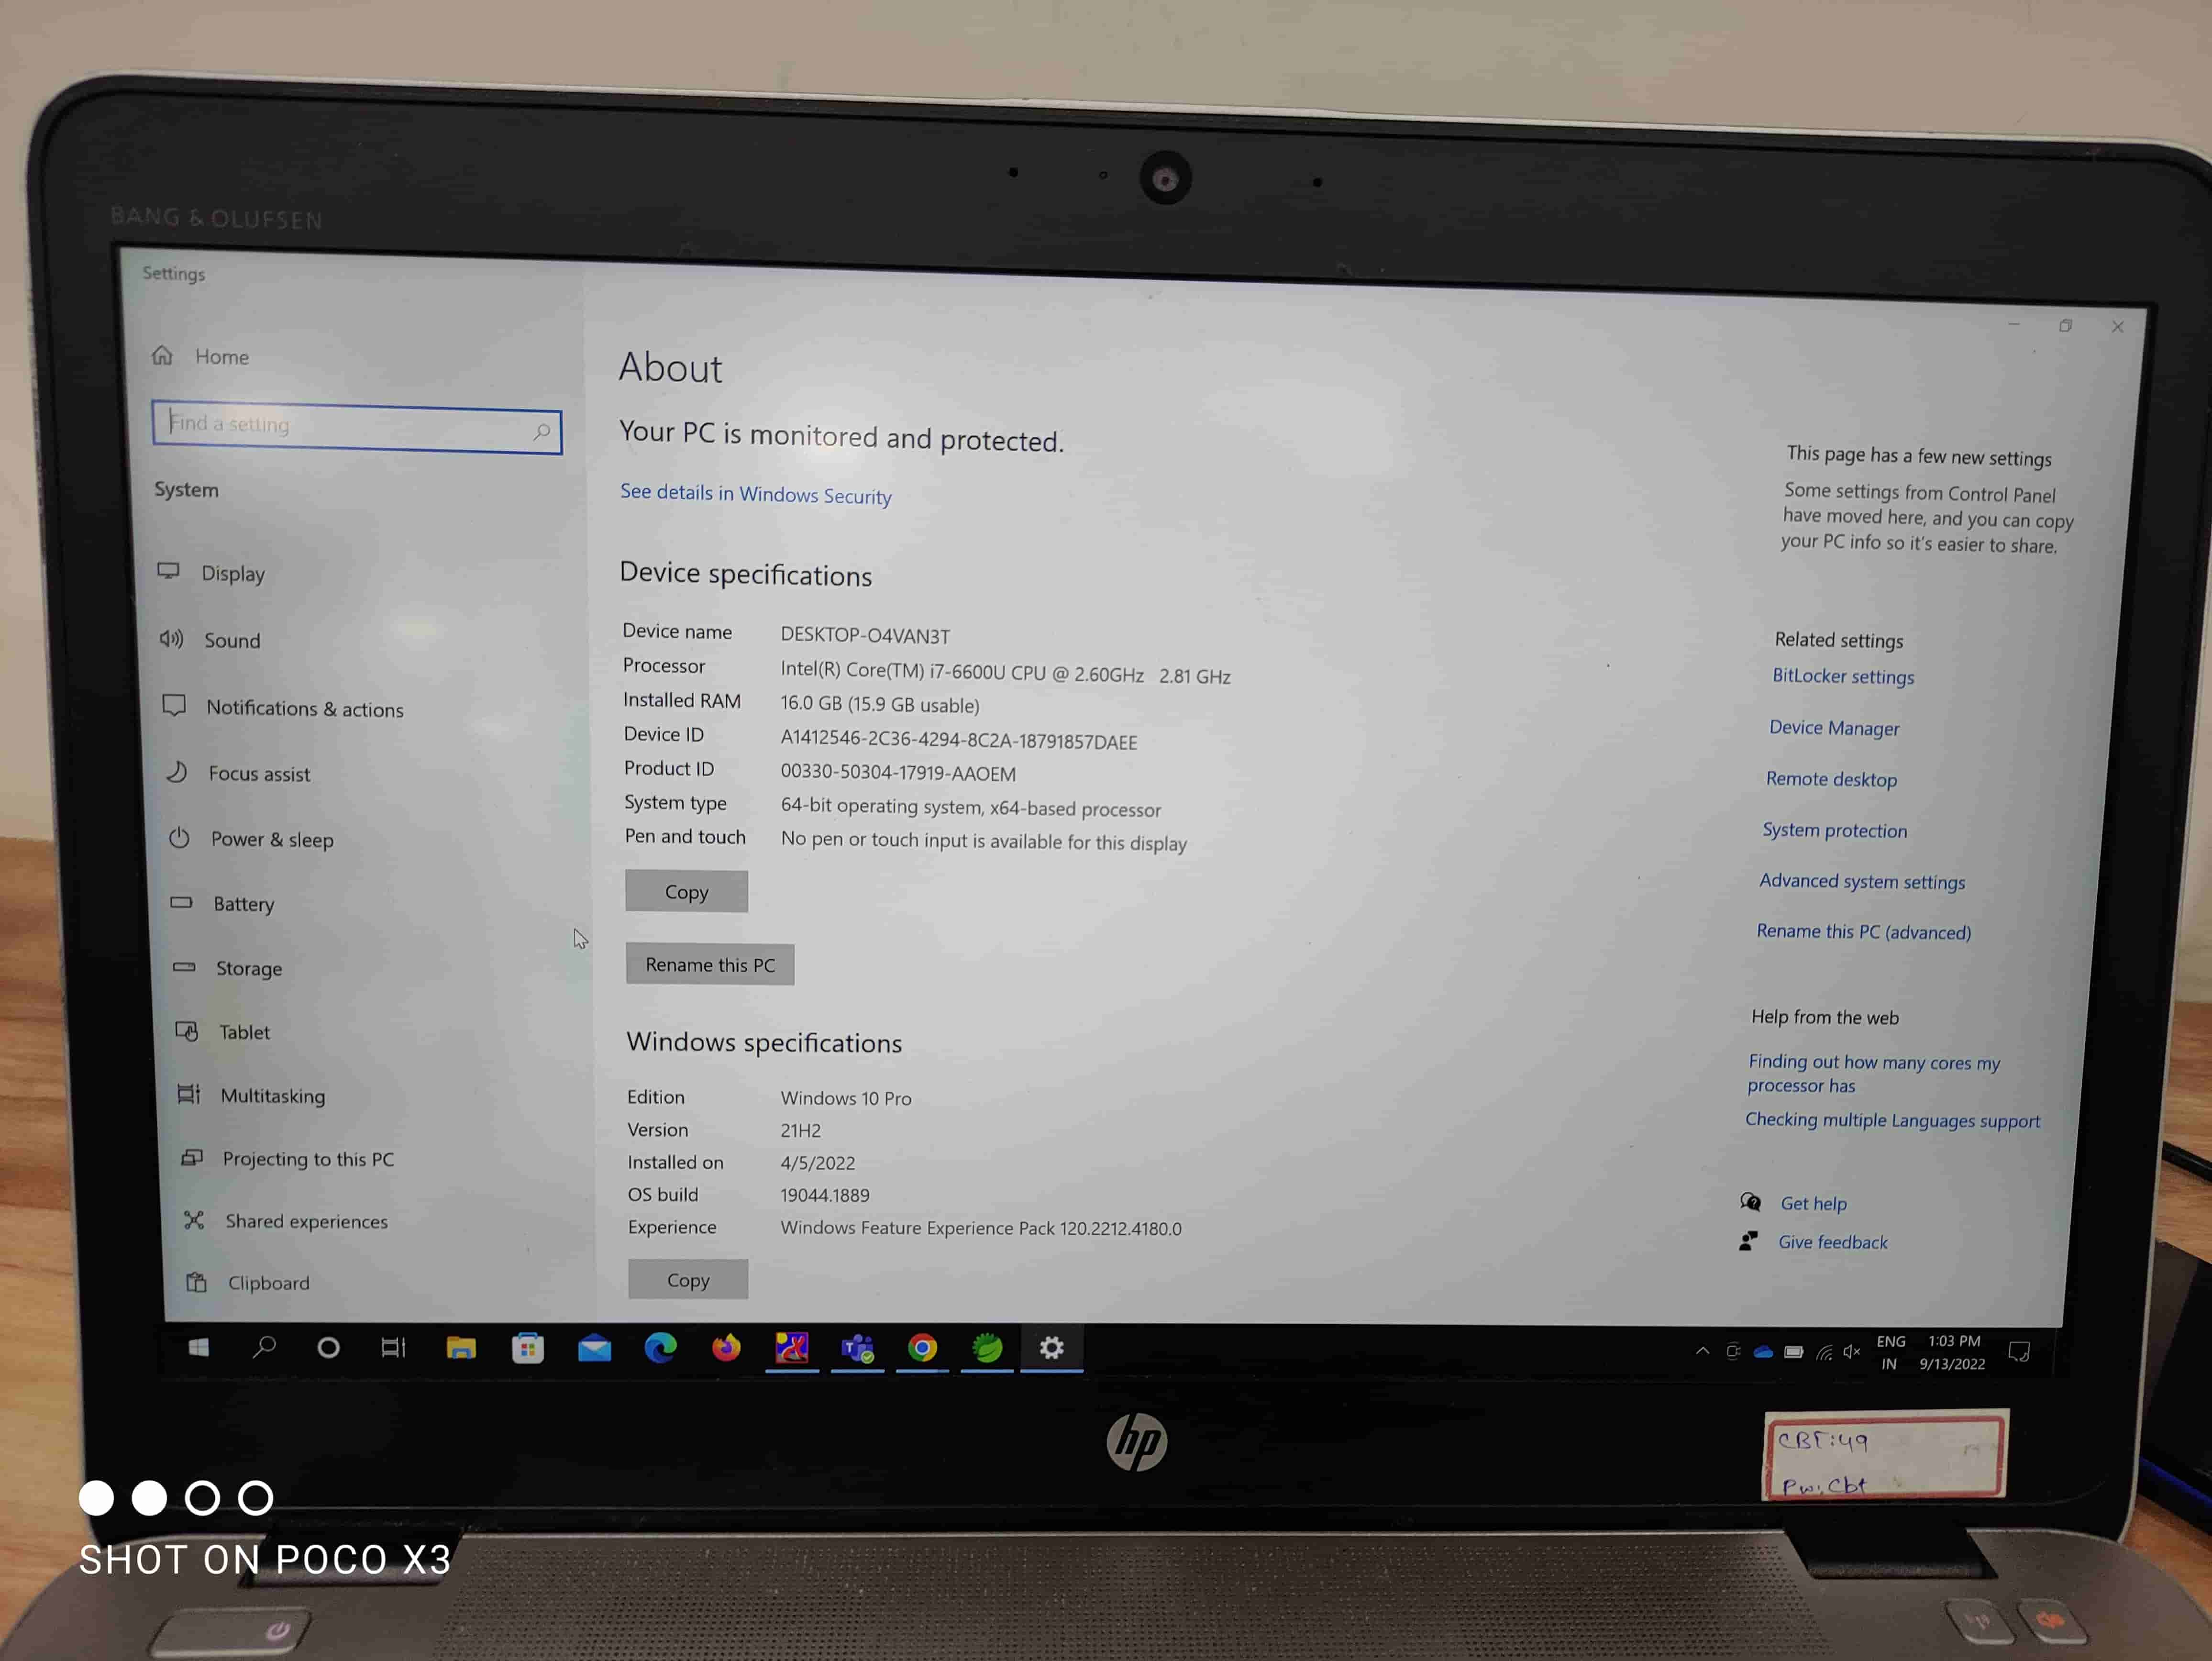 BANG & OLUFSEN
Settings
Home
Find a setting
System
Display
Sound
Notifications & actions
Focus assist
Power & sleep
Battery
Storage
Tablet
Multitasking
Projecting to this PC
Shared experiences
Clipboard
About
Your PC is monitored and protected.
See details in Windows Security
Device specifications
Device name DESKTOP-O4VAN3T
Processor Intel(R) Core(TM) i7-6600U CPU @ 2.60GHz 2.81 GHz
Installed RAM 16.0 GB (15.9 GB usable)
Device ID A1412546-2C36-4294-8C2A-18791857DAEE
Product ID 00330-50304-17919-AAOEM
System type 64-bit operating system, x64-based processor
Pen and touch No pen or touch input is available for this display
Copy
Rename this PC
Windows specifications
Edition Windows 10 Pro
Version 21H2
Installed on 4/5/2022
OS build 19044.1889
Experience Windows Feature Experience Pack 120.2212.4180.0
Copy
This page has a few new settings
Some settings from Control Panel
have moved here, and you can copy
your PC info so it's easier to share.
Related settings
BitLocker settings
Device Manager
Remote desktop
System protection
Advanced system settings
Rename this PC (advanced)
Help from the web
Finding out how many cores my
processor has
Checking multiple Languages support
Get help
Give feedback
ENG 1:03 PM
IN 9/13/2022
hp
CBT:49
Pw: Cbt
SHOT ON POCO X3